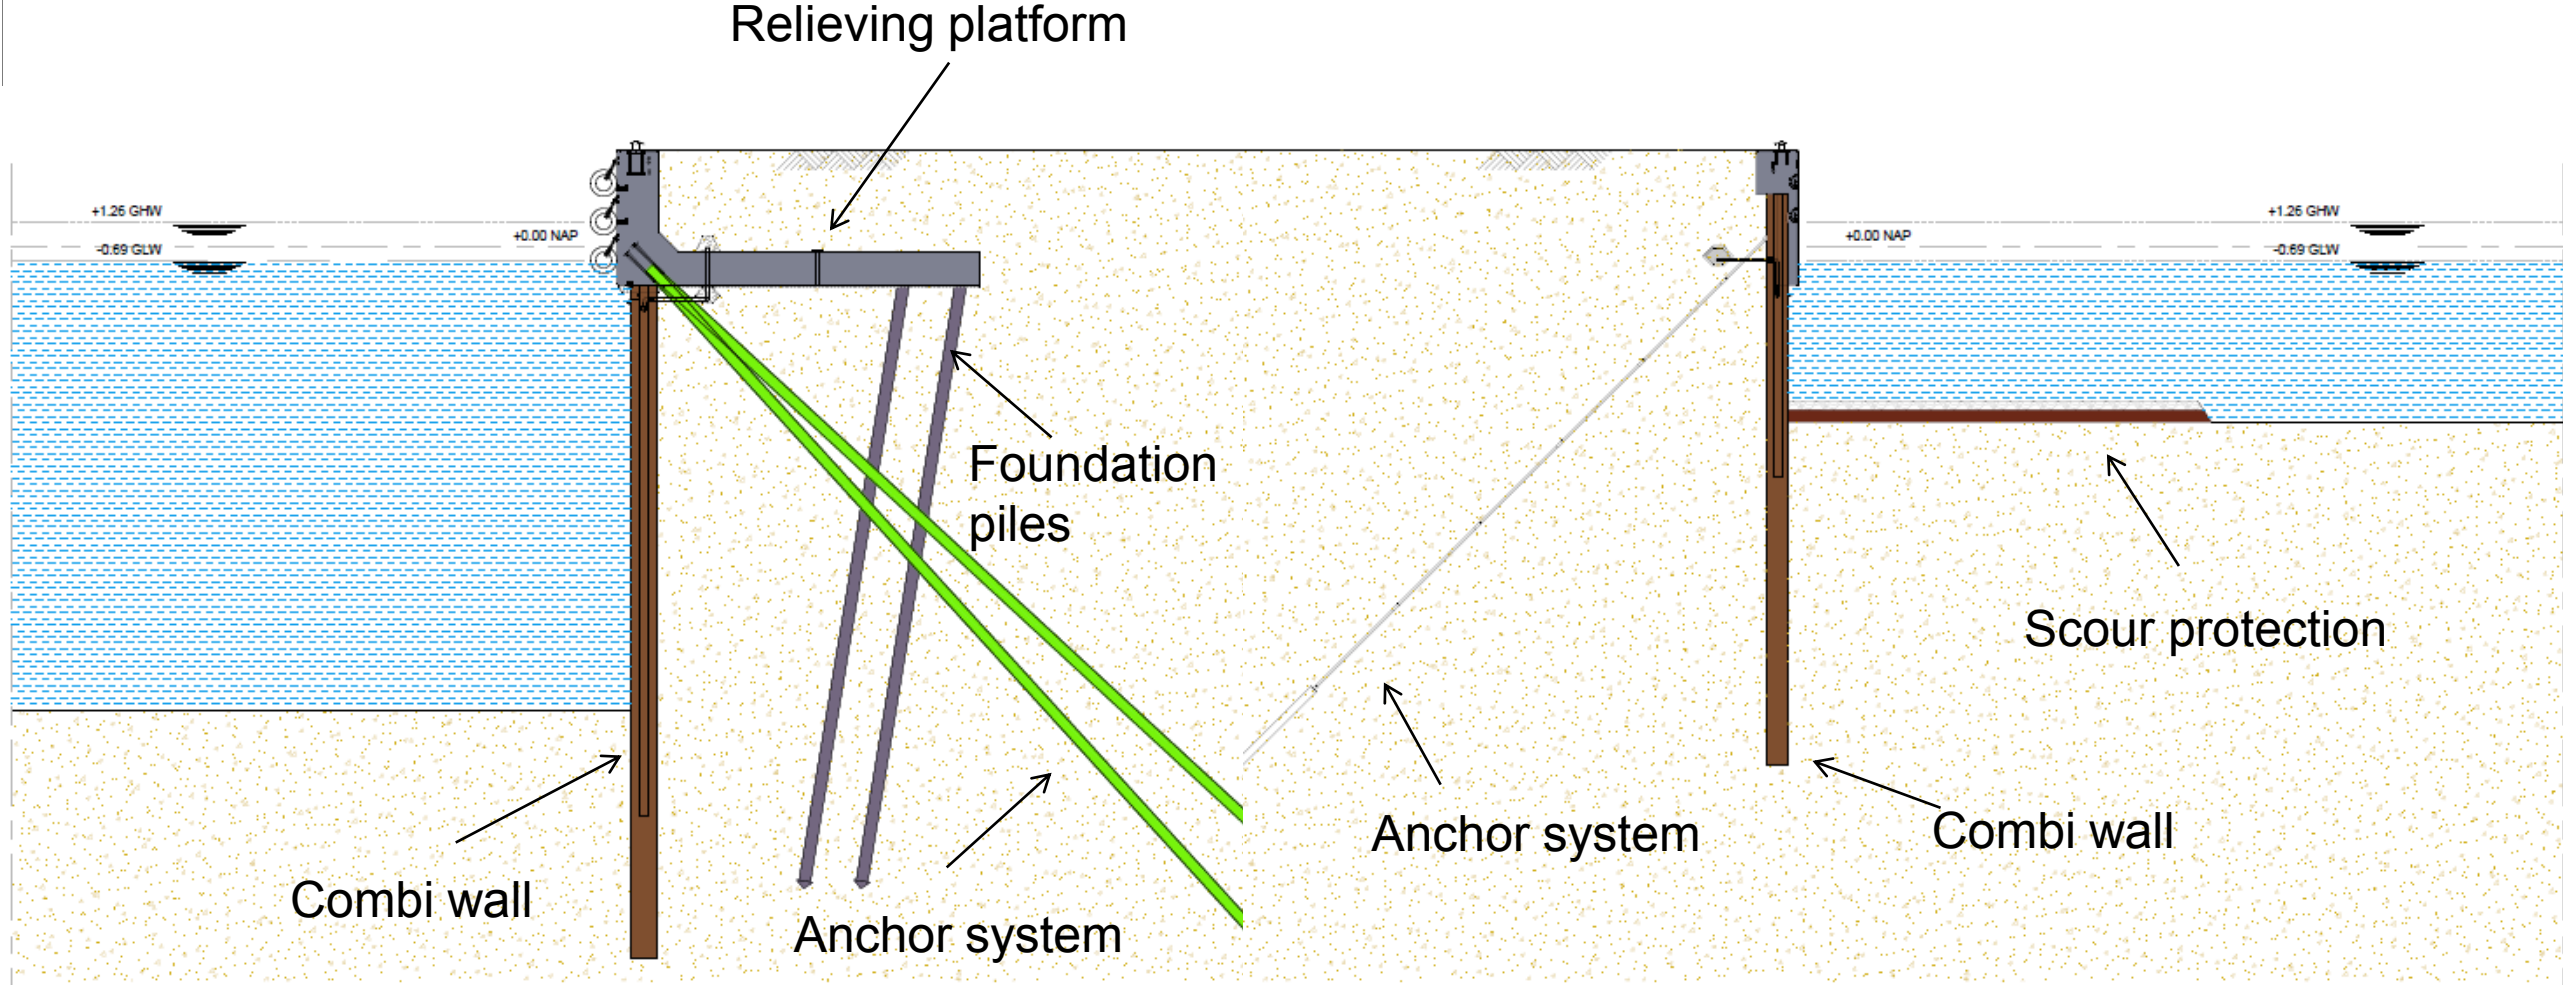 Relieving platform
+1.26 GHW
+0.00 NAP
-0.69 GLW
+1.26 GHW
+0.00 NAP
-0.69 GLW
Foundation
piles
Scour protection
Anchor system
Combi wall
Combi wall
Anchor system